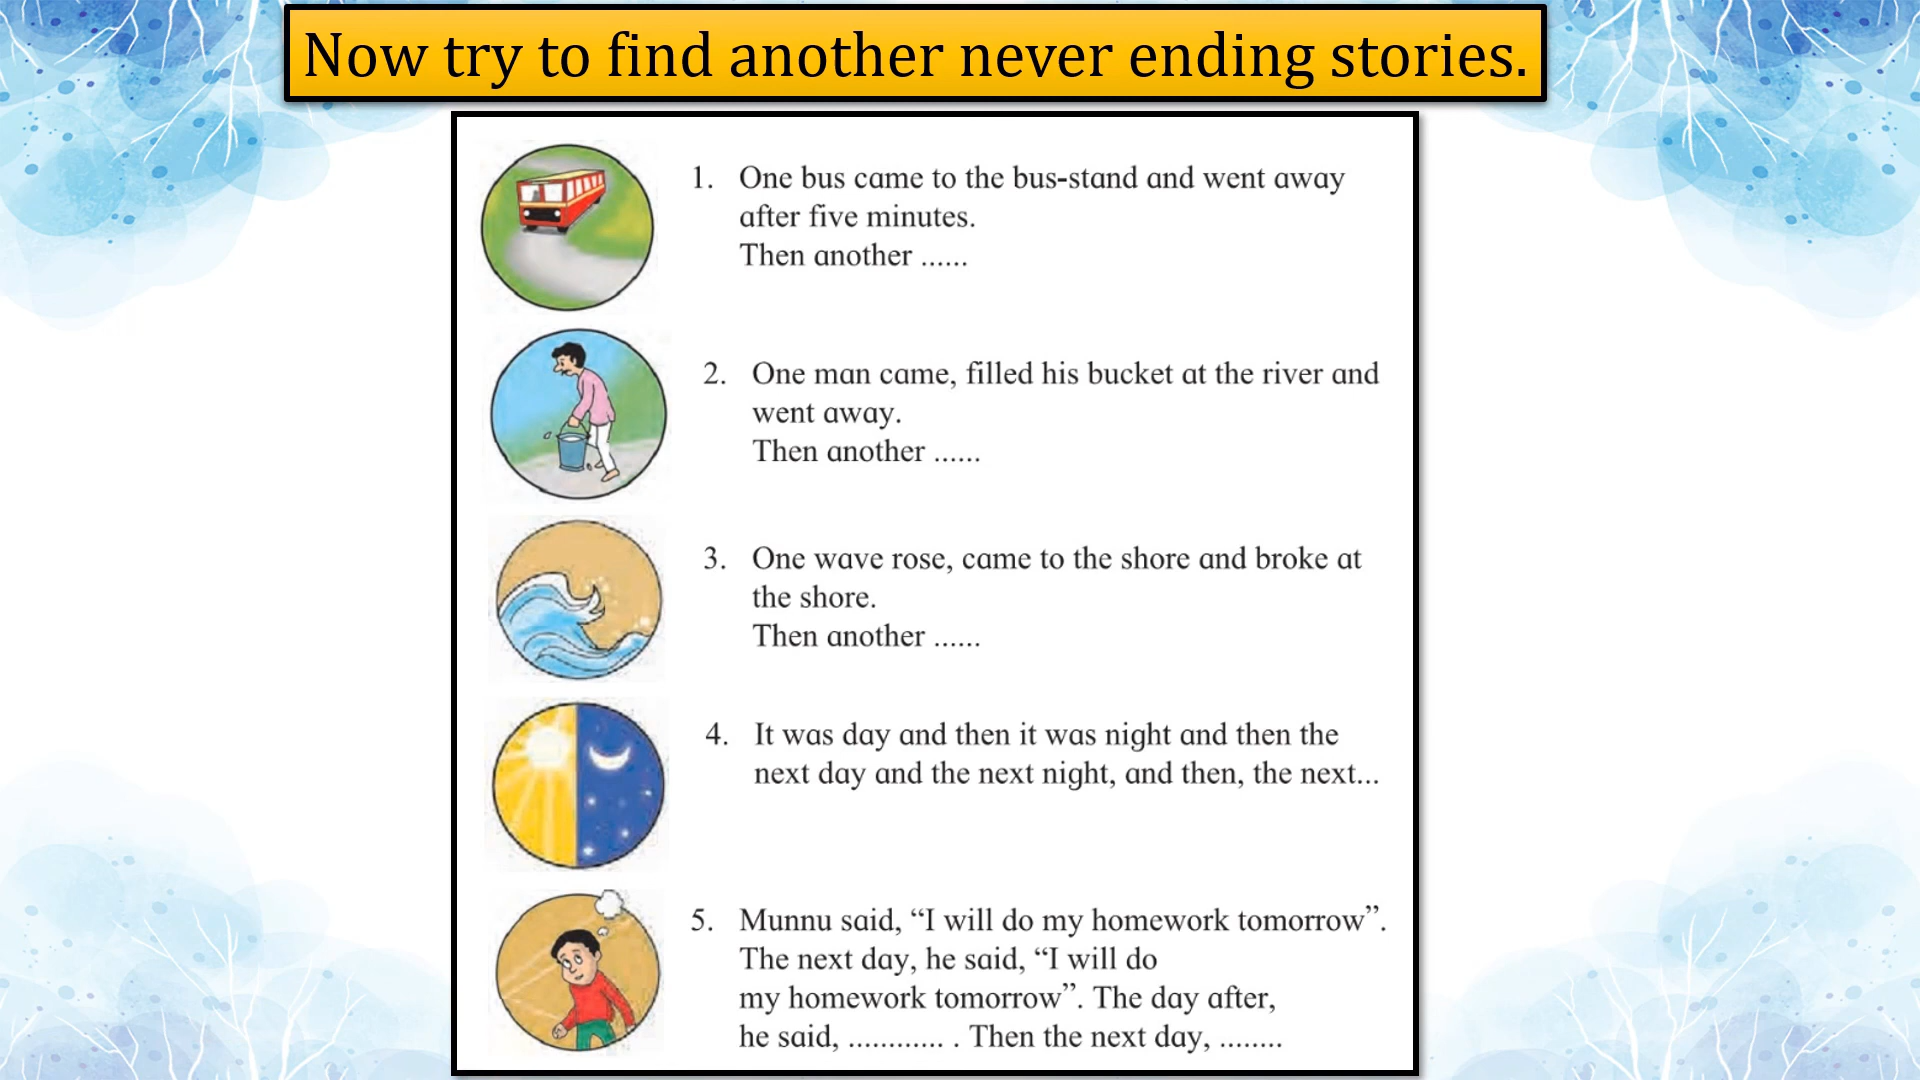 Now try to find another never ending stories.
1. One bus came to the bus-stand and went away
after five minutes.
Then another ......
2. One man came, filled his bucket at the river and
went away.
Then another ......
3. One wave rose, came to the shore and broke at
the shore.
Then another ......
4. It was day and then it was night and then the
next day and the next night, and then, the next...
5. Munnu said, “I will do my homework tomorrow”.
The next day, he said, “I will do
my homework tomorrow”. The day after,
he said, ............ . Then the next day, ........